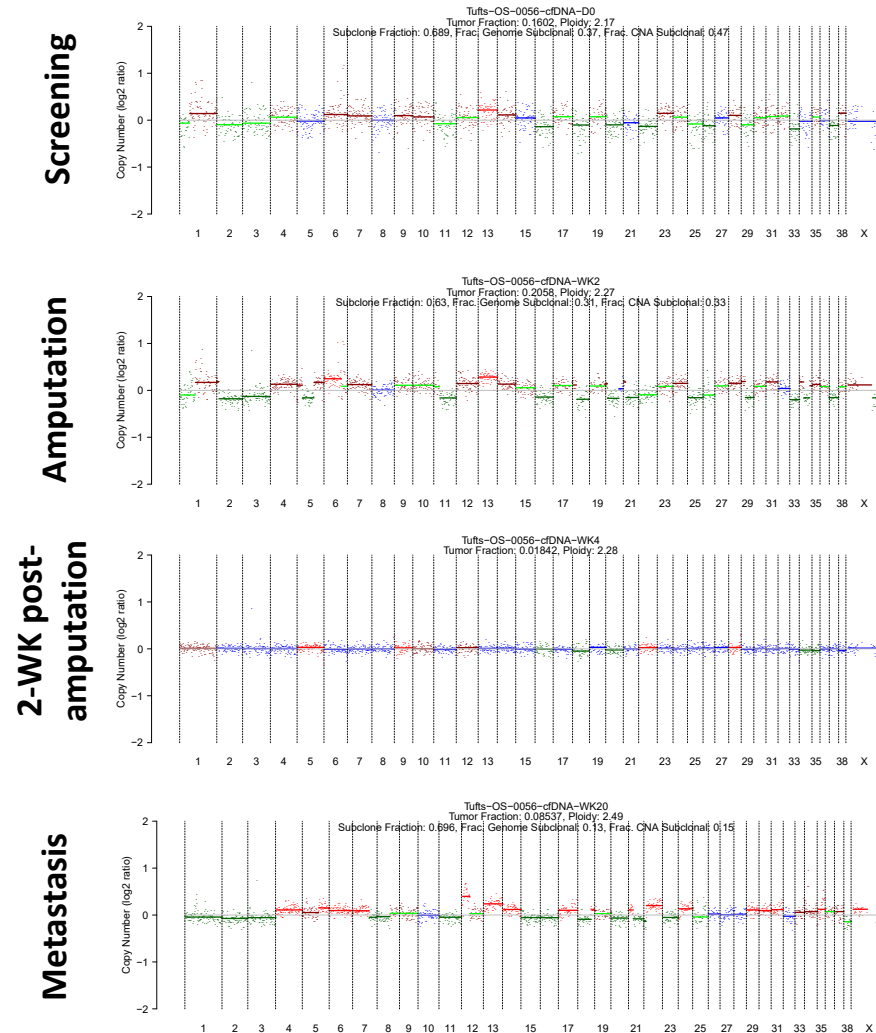 Screening
Tufts−OS−0056−cfDNA−D0
Tumor Fraction: 0.1602, Ploidy: 2.17
Subclone Fraction: 0.689, Frac. Genome Subclonal: 0.37, Frac. CNA Subclonal: 0.47
Copy Number (log2 ratio)
2
1
0
−1
−2
1 2 3 4 5 6 7 8 9 10 11 12 13 15 17 19 21 23 25 27 29 31 33 35 38 X
Amputation
Tufts−OS−0056−cfDNA−WK2
Tumor Fraction: 0.2058, Ploidy: 2.27
Subclone Fraction: 0.63, Frac. Genome Subclonal: 0.31, Frac. CNA Subclonal: 0.33
Copy Number (log2 ratio)
2
1
0
−1
−2
1 2 3 4 5 6 7 8 9 10 11 12 13 15 17 19 21 23 25 27 29 31 33 35 38 X
2-WK post-
amputation
Tufts−OS−0056−cfDNA−WK4
Tumor Fraction: 0.01842, Ploidy: 2.28
Copy Number (log2 ratio)
2
1
0
−1
−2
1 2 3 4 5 6 7 8 9 10 11 12 13 15 17 19 21 23 25 27 29 31 33 35 38 X
Metastasis
Tufts−OS−0056−cfDNA−WK20
Tumor Fraction: 0.08537, Ploidy: 2.49
Subclone Fraction: 0.696, Frac. Genome Subclonal: 0.13, Frac. CNA Subclonal: 0.15
Copy Number (log2 ratio)
2
1
0
−1
−2
1 2 3 4 5 6 7 8 9 10 11 12 13 15 17 19 21 23 25 27 29 31 33 35 38 X